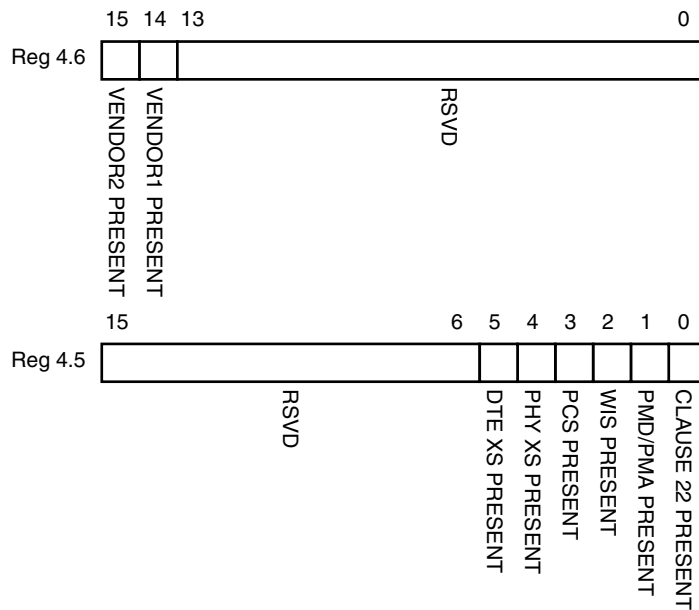 15 14 13 0
Reg 4.6
VENDOR2 PRESENT
VENDOR1 PRESENT
RSVD
15 6 5 4 3 2 1 0
Reg 4.5
RSVD
DTE XS PRESENT
PHY XS PRESENT
PCS PRESENT
WIS PRESENT
PMD/PMA PRESENT
CLAUSE 22 PRESENT